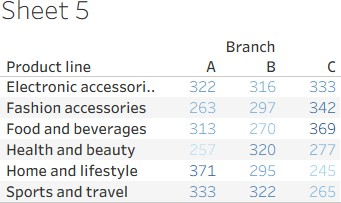 Sheet 5
Branch
Product line A B C
Electronic accessori.. 322 316 333
Fashion accessories 263 297 342
Food and beverages 313 270 369
Health and beauty 257 320 277
Home and lifestyle 371 295 245
Sports and travel 333 322 265